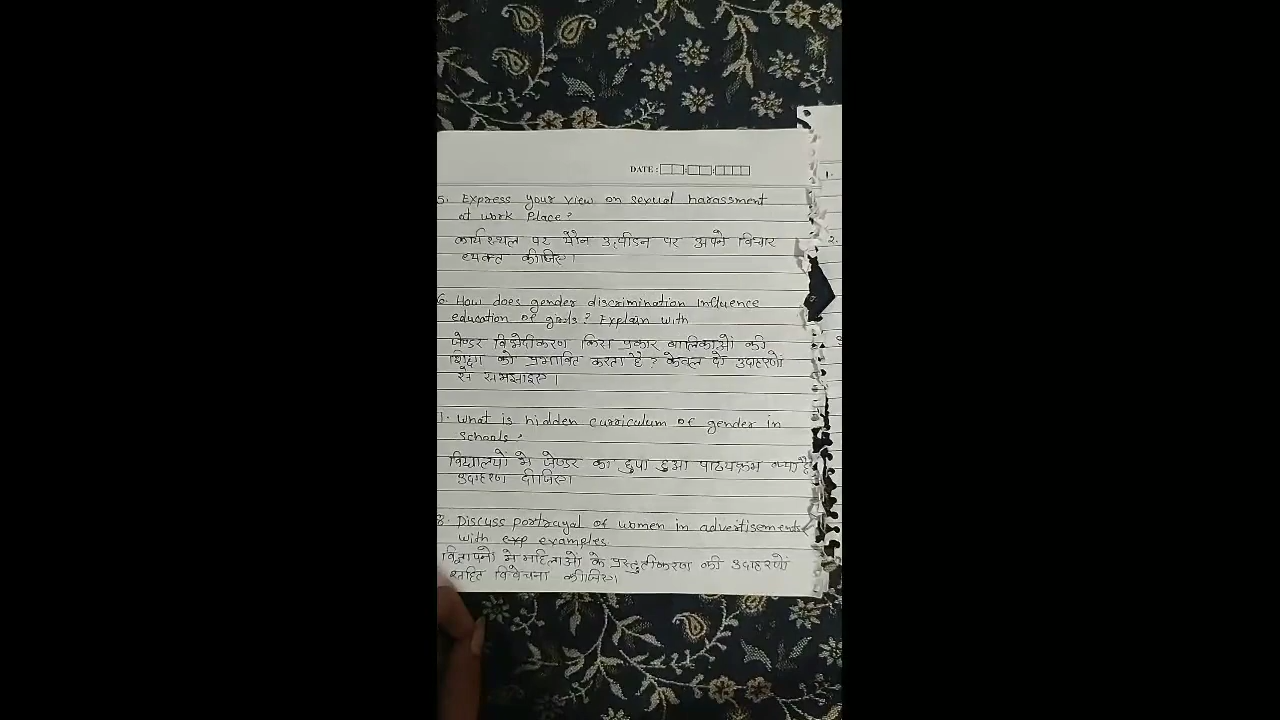 DATE :
5. Express your view on sexual harassment
at work place?
कार्यस्थल पर यौन उत्पीडन पर अपने विचार
व्यक्त कीजिए।
6. How does gender discrimination influence
education of girls? Explain with
जेण्डर विभेदीकरण किस प्रकार बालिकाओं की
शिक्षा को प्रभावित करता है? केवल दो उदाहरणों
से समझाइए।
7. What is hidden curriculum of gender in
schools?
विद्यालयों में जेण्डर का छुपा हुआ पाठ्यक्रम क्या है
उदाहरण दीजिए।
8. Discuss portrayal of women in advertisements
with exp examples.
विज्ञापनों में महिलाओं के प्रस्तुतीकरण की उदाहरणों
सहित विवेचना कीजिए।
1.
2.